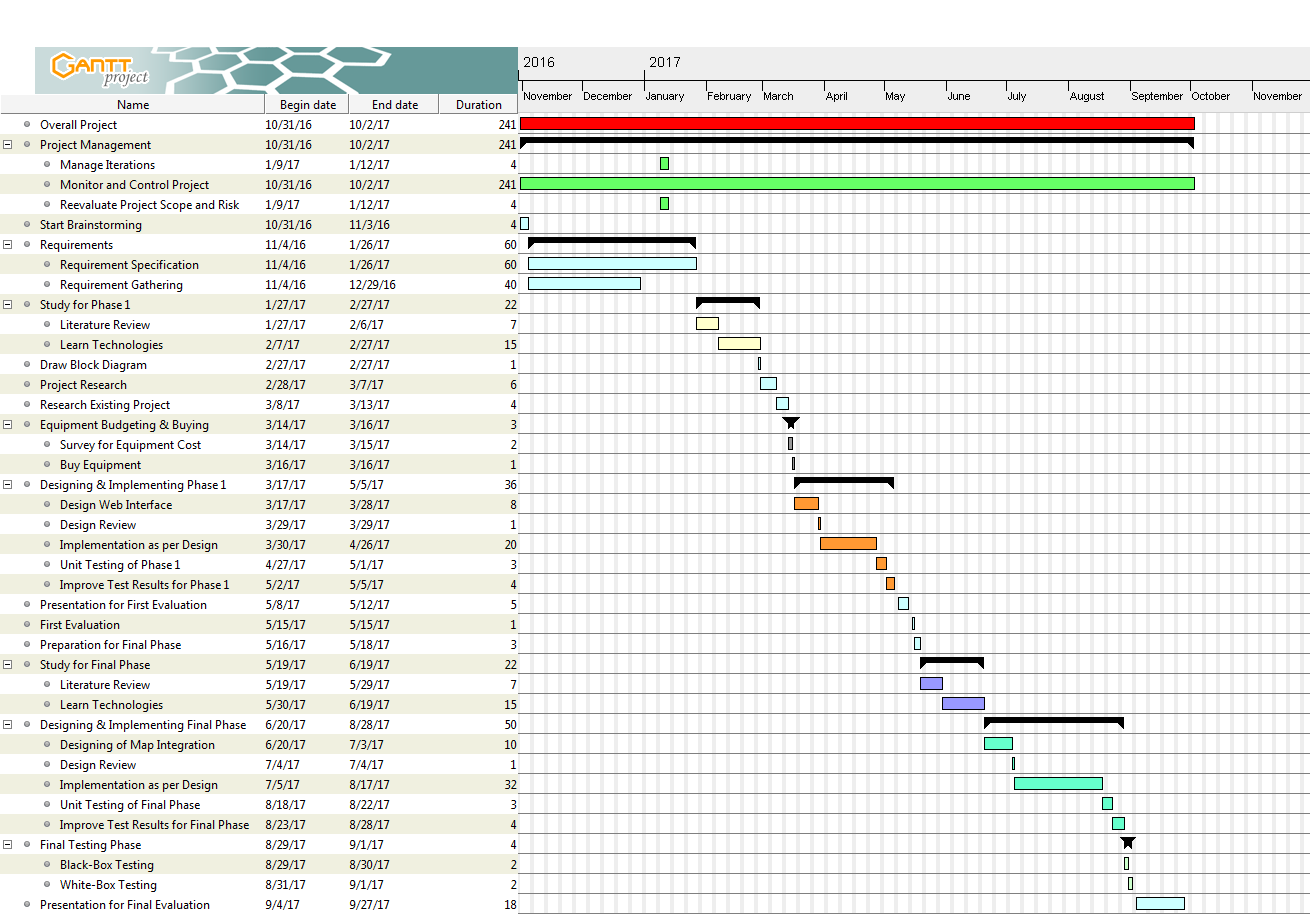 GANTT
project
2016 2017
November December January February March April May June July August September October November
Name Begin date End date Duration
Overall Project 10/31/16 10/2/17 241
Project Management 10/31/16 10/2/17 241
Manage Iterations 1/9/17 1/12/17 4
Monitor and Control Project 10/31/16 10/2/17 241
Reevaluate Project Scope and Risk 1/9/17 1/12/17 4
Start Brainstorming 10/31/16 11/3/16 4
Requirements 11/4/16 1/26/17 60
Requirement Specification 11/4/16 1/26/17 60
Requirement Gathering 11/4/16 12/29/16 40
Study for Phase 1 1/27/17 2/27/17 22
Literature Review 1/27/17 2/6/17 7
Learn Technologies 2/7/17 2/27/17 15
Draw Block Diagram 2/27/17 2/27/17 1
Project Research 2/28/17 3/7/17 6
Research Existing Project 3/8/17 3/13/17 4
Equipment Budgeting & Buying 3/14/17 3/16/17 3
Survey for Equipment Cost 3/14/17 3/15/17 2
Buy Equipment 3/16/17 3/16/17 1
Designing & Implementing Phase 1 3/17/17 5/5/17 36
Design Web Interface 3/17/17 3/28/17 8
Design Review 3/29/17 3/29/17 1
Implementation as per Design 3/30/17 4/26/17 20
Unit Testing of Phase 1 4/27/17 5/1/17 3
Improve Test Results for Phase 1 5/2/17 5/5/17 4
Presentation for First Evaluation 5/8/17 5/12/17 5
First Evaluation 5/15/17 5/15/17 1
Preparation for Final Phase 5/16/17 5/18/17 3
Study for Final Phase 5/19/17 6/19/17 22
Literature Review 5/19/17 5/29/17 7
Learn Technologies 5/30/17 6/19/17 15
Designing & Implementing Final Phase 6/20/17 8/28/17 50
Designing of Map Integration 6/20/17 7/3/17 10
Design Review 7/4/17 7/4/17 1
Implementation as per Design 7/5/17 8/17/17 32
Unit Testing of Final Phase 8/18/17 8/22/17 3
Improve Test Results for Final Phase 8/23/17 8/28/17 4
Final Testing Phase 8/29/17 9/1/17 4
Black-Box Testing 8/29/17 8/30/17 2
White-Box Testing 8/31/17 9/1/17 2
Presentation for Final Evaluation 9/4/17 9/27/17 18